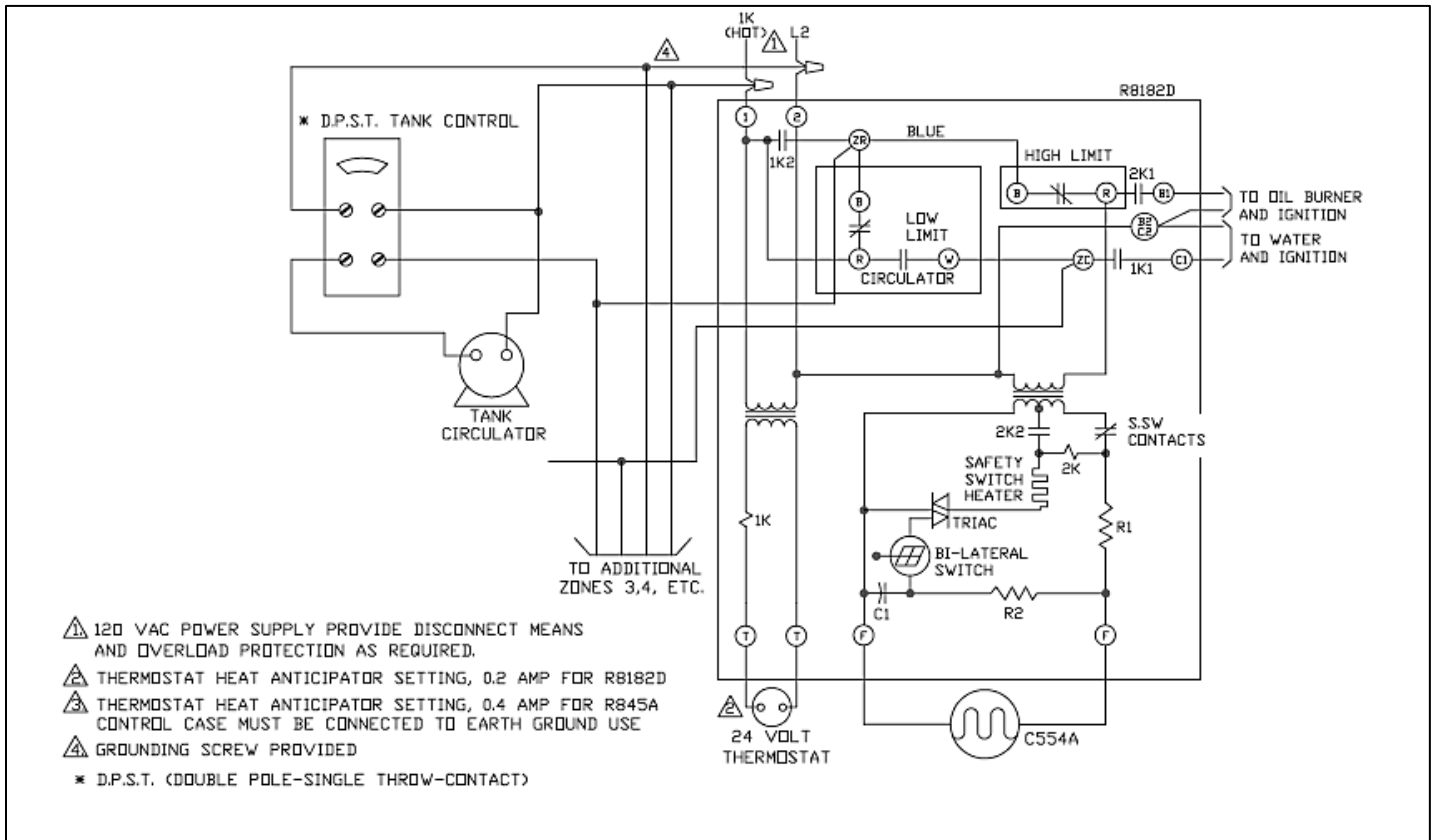 1K
(HOT)
1
L2
4
R8182D
* D.P.S.T. TANK CONTROL
1
2
ZR
BLUE
1K2
HIGH LIMIT
B
R
2K1
B1
TO OIL BURNER
AND IGNITION
B
LOW
LIMIT
B2
C2
TO WATER
AND IGNITION
R
W
CIRCULATOR
ZC
1K1
C1
TANK
CIRCULATOR
2K2
S.SW
CONTACTS
2K
SAFETY
SWITCH
HEATER
1K
TRIAC
R1
BI-LATERAL
SWITCH
C1
R2
TO ADDITIONAL
ZONES 3,4, ETC.
T
T
F
F
2
24 VOLT
THERMOSTAT
C554A
1. 120 VAC POWER SUPPLY PROVIDE DISCONNECT MEANS
AND OVERLOAD PROTECTION AS REQUIRED.
2 THERMOSTAT HEAT ANTICIPATOR SETTING, 0.2 AMP FOR R8182D
3 THERMOSTAT HEAT ANTICIPATOR SETTING, 0.4 AMP FOR R845A
CONTROL CASE MUST BE CONNECTED TO EARTH GROUND USE
4. GROUNDING SCREW PROVIDED
* D.P.S.T. (DOUBLE POLE-SINGLE THROW-CONTACT)